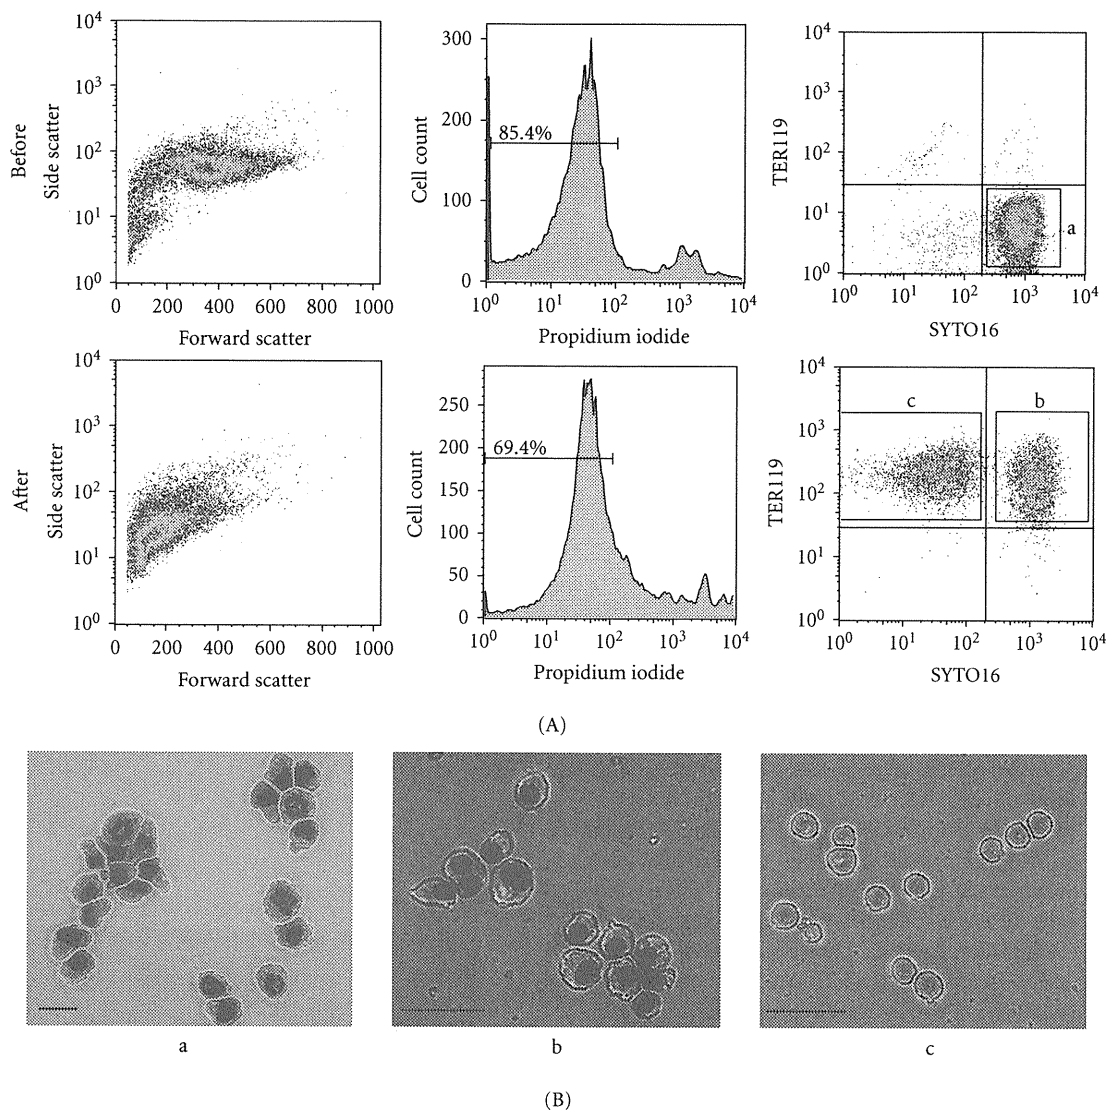 Before
Side scatter
10⁴
10³
10²
10¹
10⁰
0 200 400 600 800 1000
Forward scatter
Cell count
300
200
100
0
85.4%
10⁰ 10¹ 10² 10³ 10⁴
Propidium iodide
TER119
10⁴
10³
10²
10¹
10⁰
a
10⁰ 10¹ 10² 10³ 10⁴
SYTO16
After
Side scatter
10⁴
10³
10²
10¹
10⁰
0 200 400 600 800 1000
Forward scatter
Cell count
250
200
150
100
50
0
69.4%
10⁰ 10¹ 10² 10³ 10⁴
Propidium iodide
TER119
10⁴
10³
10²
10¹
10⁰
c b
10⁰ 10¹ 10² 10³ 10⁴
SYTO16
(A)
a b c
(B)